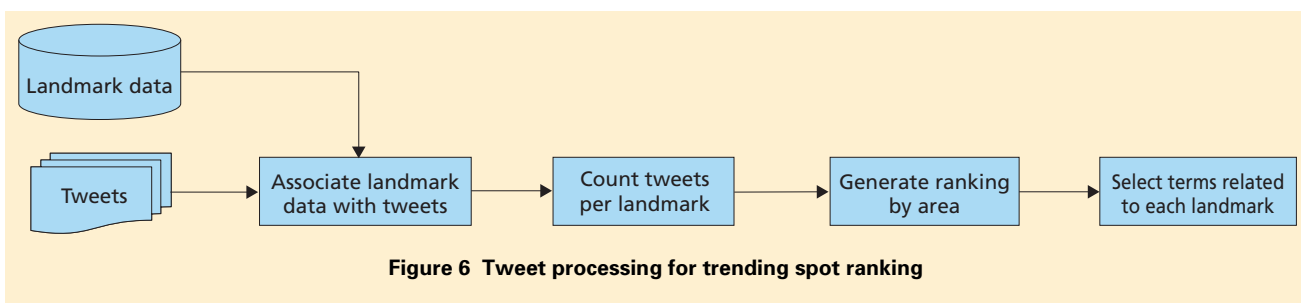 Landmark data
Tweets
Associate landmark
data with tweets
Count tweets
per landmark
Generate ranking
by area
Select terms related
to each landmark
Figure 6 Tweet processing for trending spot ranking